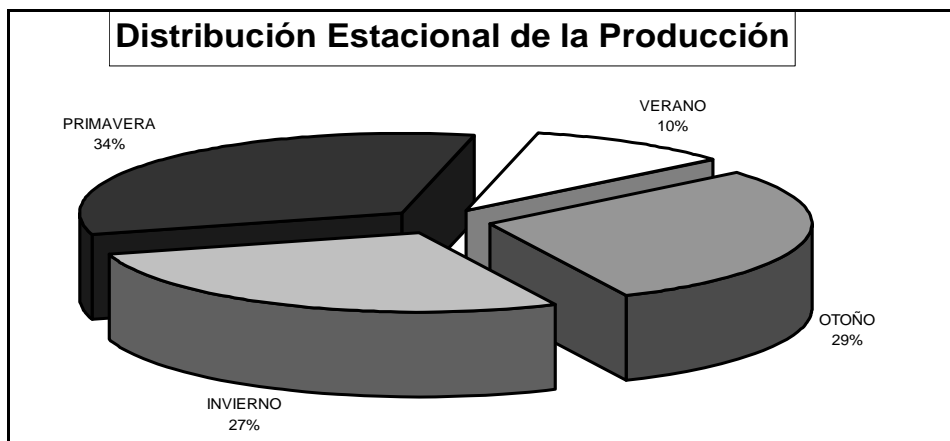 Distribución Estacional de la Producción
VERANO
10%
PRIMAVERA
34%
OTOÑO
29%
INVIERNO
27%